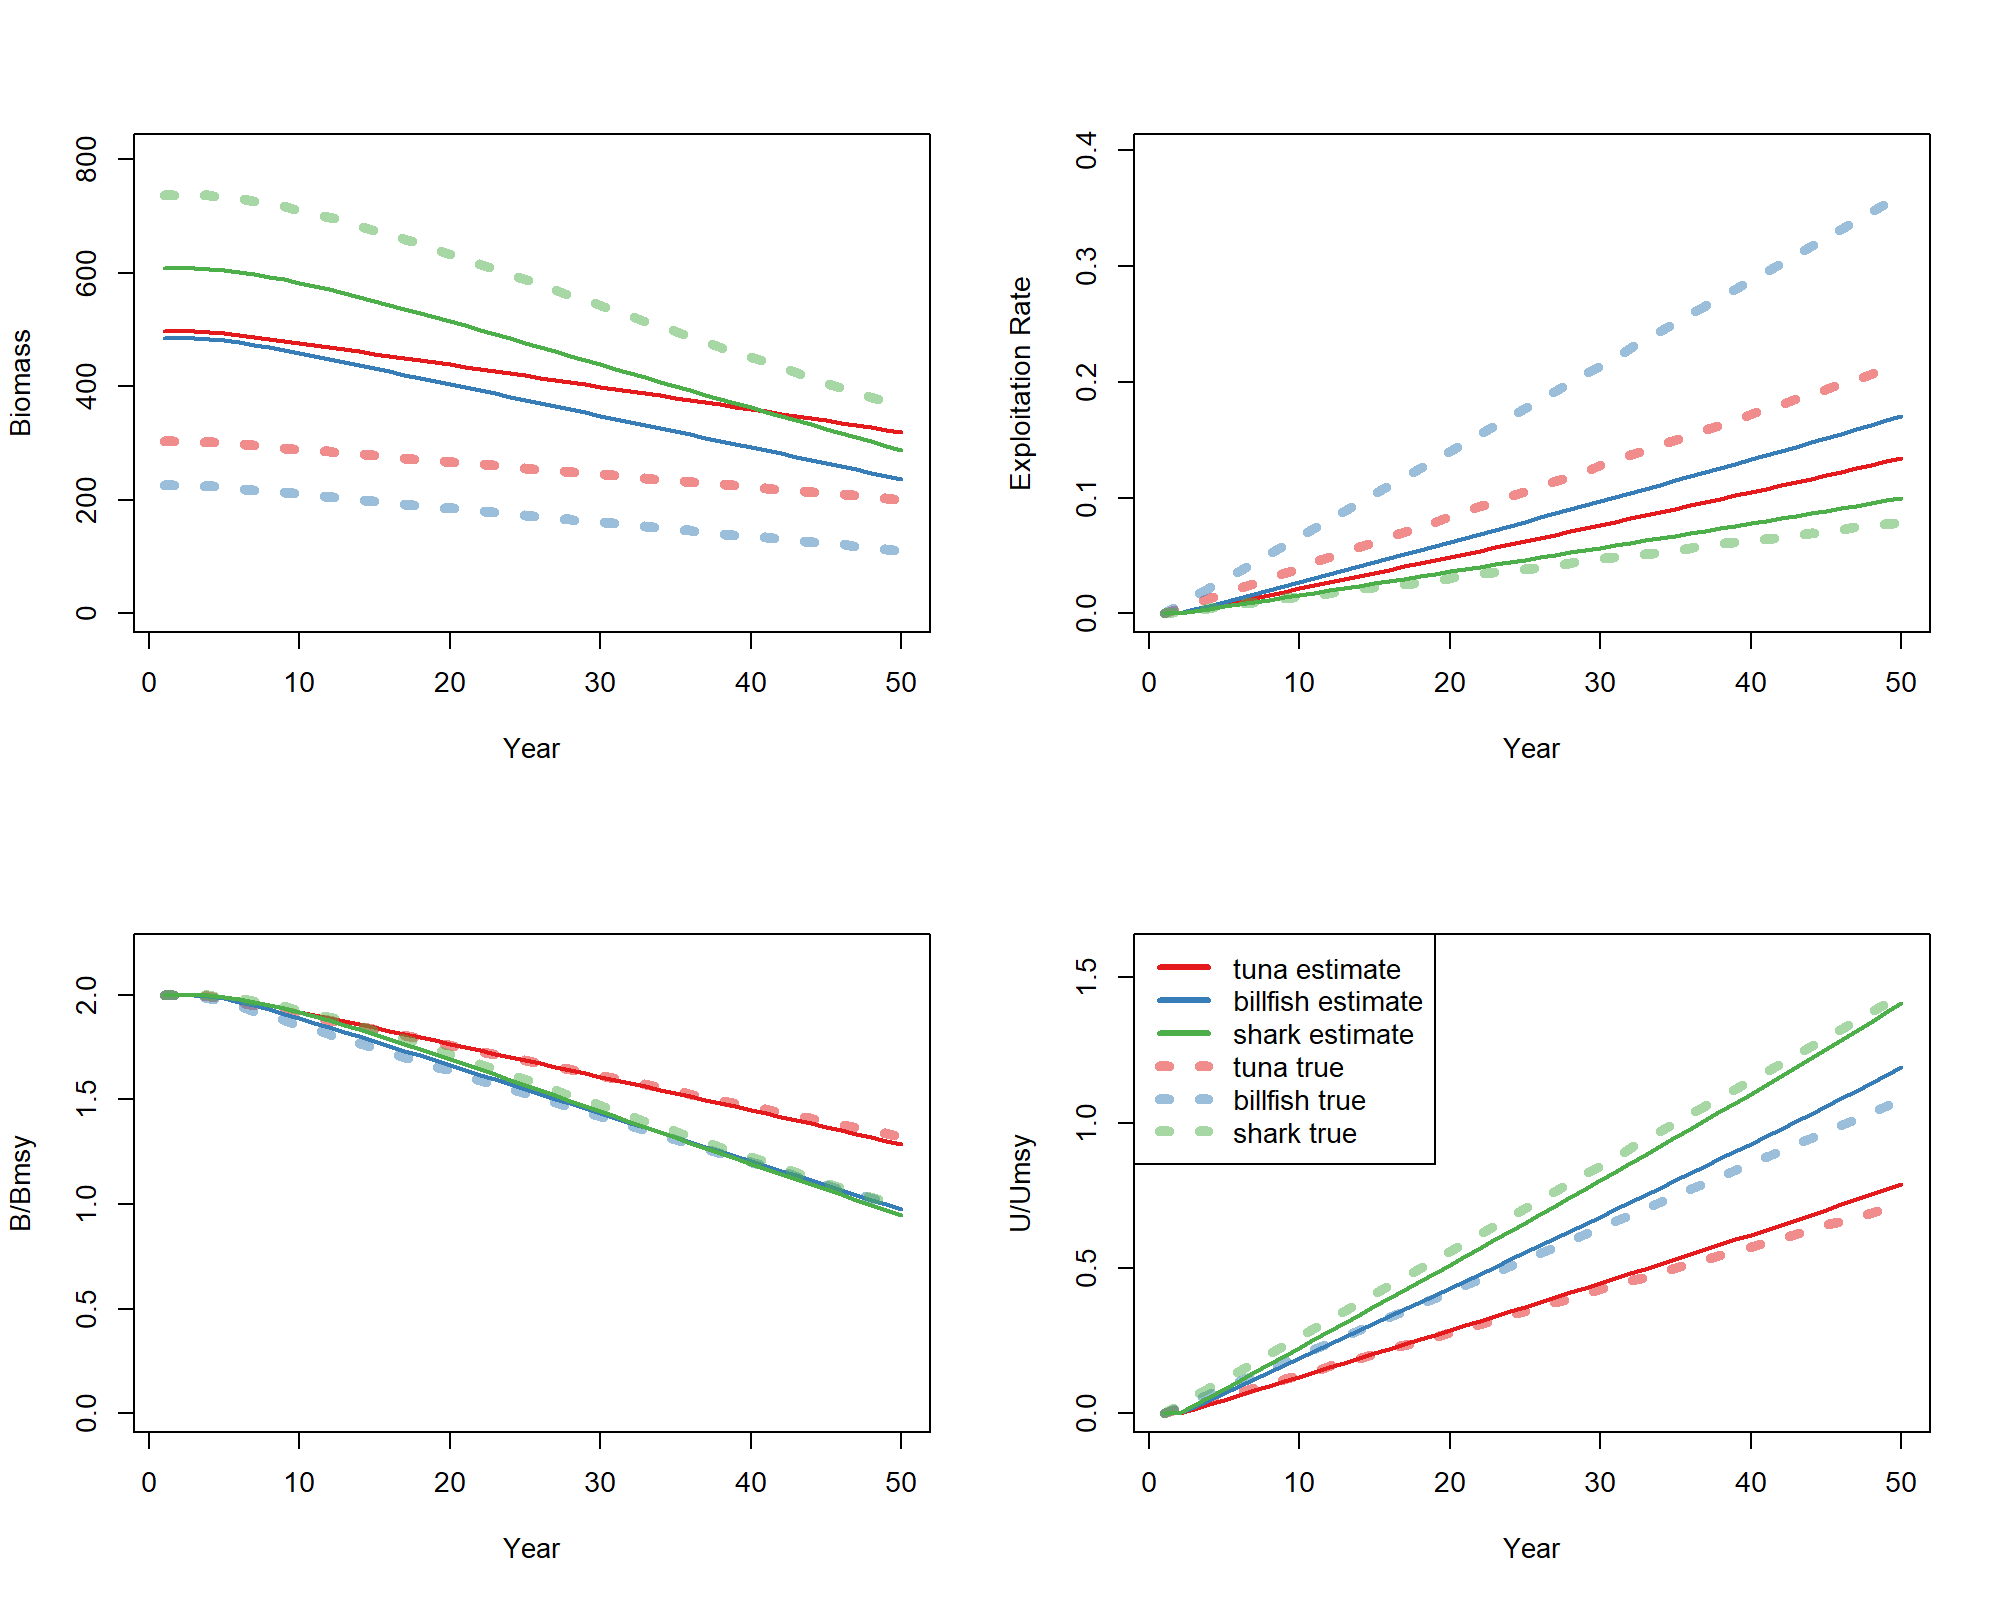 Biomass
800
600
400
200
0
0 10 20 30 40 50
Year
Exploitation Rate
0.4
0.3
0.2
0.1
0.0
0 10 20 30 40 50
Year
B/Bmsy
2.0
1.5
1.0
0.5
0.0
0 10 20 30 40 50
Year
U/Umsy
1.5
1.0
0.5
0.0
tuna estimate
billfish estimate
shark estimate
tuna true
billfish true
shark true
0 10 20 30 40 50
Year